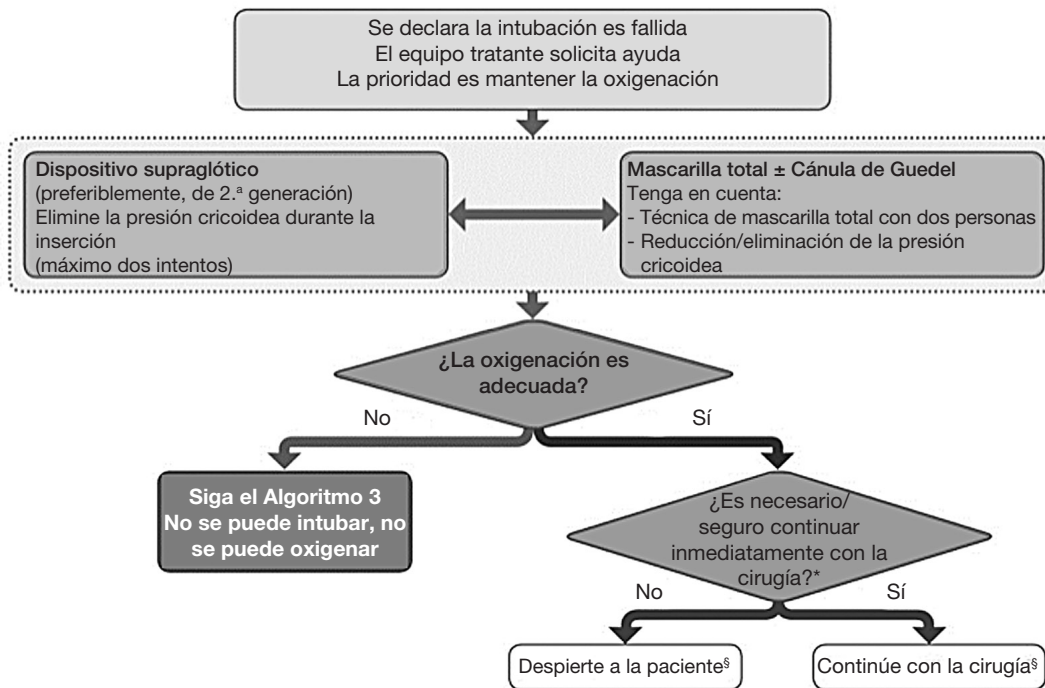 Se declara la intubación es fallida
El equipo tratante solicita ayuda
La prioridad es mantener la oxigenación
Dispositivo supraglótico
(preferiblemente, de 2.ª generación)
Elimine la presión cricoidea durante la
inserción
(máximo dos intentos)
Mascarilla total ± Cánula de Guedel
Tenga en cuenta:
- Técnica de mascarilla total con dos personas
- Reducción/eliminación de la presión
cricoidea
¿La oxigenación es
adecuada?
No
Sí
Siga el Algoritmo 3
No se puede intubar, no
se puede oxigenar
¿Es necesario/
seguro continuar
inmediatamente con la
cirugía?*
No
Sí
Despierte a la paciente§
Continúe con la cirugía§